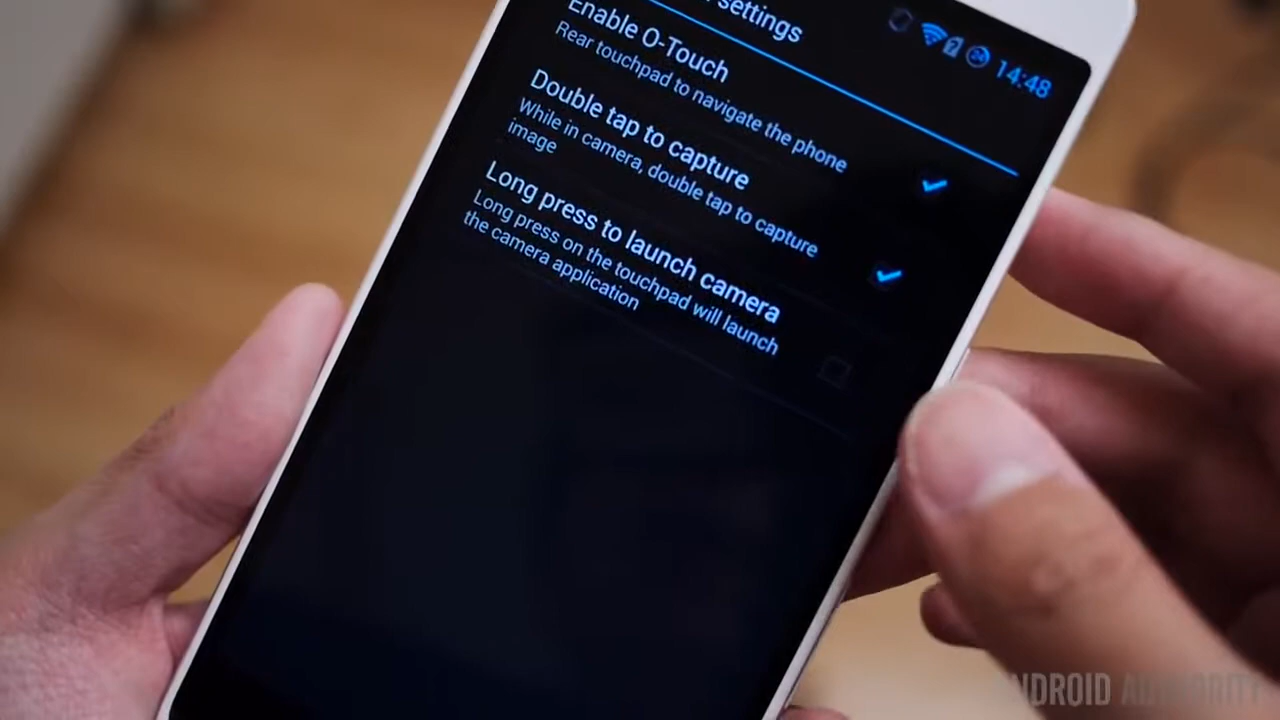 settings
14:48
Enable O-Touch
Rear touchpad to navigate the phone
Double tap to capture
While in camera, double tap to capture
image
Long press to launch camera
Long press on the touchpad will launch
the camera application
ANDROID AUTHORITY